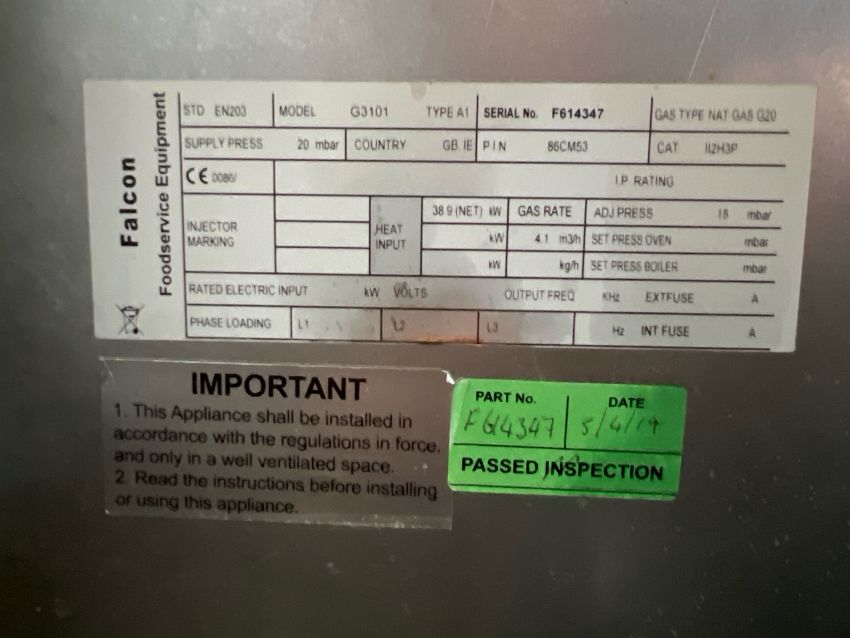 Falcon
Foodservice Equipment
STD EN203 MODEL G3101 TYPE A1 SERIAL No. F614347 GAS TYPE NAT GAS G20
SUPPLY PRESS 20 mbar COUNTRY GB IE PIN 86CM53 CAT II2H3P
CE 0086/ I.P RATING
INJECTOR MARKING HEAT INPUT 38.9 (NET) kW GAS RATE ADJ PRESS 15 mbar
kW 4.1 m3/h SET PRESS OVEN mbar
kW kg/h SET PRESS BOILER mbar
RATED ELECTRIC INPUT kW VOLTS OUTPUT FREQ KHz EXTFUSE A
PHASE LOADING L1 L2 L3 Hz INT FUSE A
IMPORTANT
1. This Appliance shall be installed in
accordance with the regulations in force,
and only in a well ventilated space.
2. Read the instructions before installing
or using this appliance.
PART No. DATE
F614347 5/4/19
PASSED INSPECTION